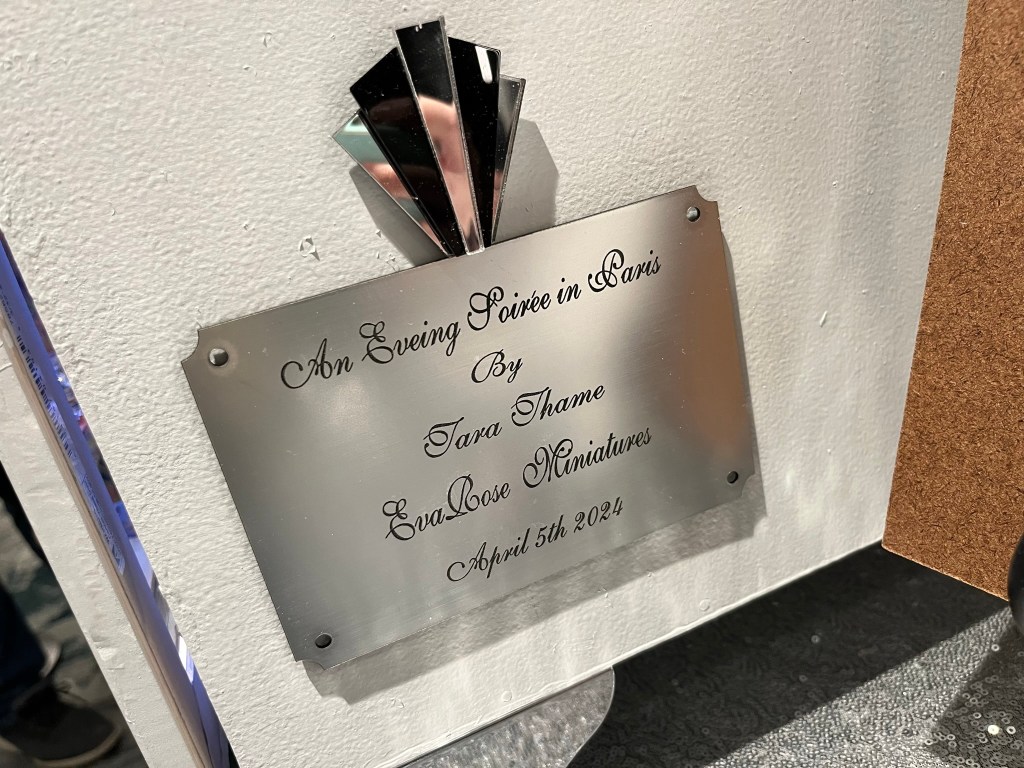 An Eveing Soirée in Paris
By
Tara Thame
EvaRose Miniatures
April 5th 2024